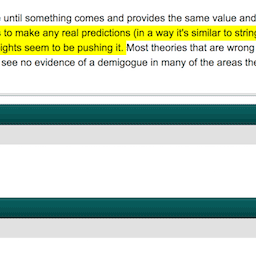 until something comes and provides the same value and
to make any real predictions (in a way it's similar to string
ights seem to be pushing it. Most theories that are wrong
see no evidence of a demigogue in many of the areas the